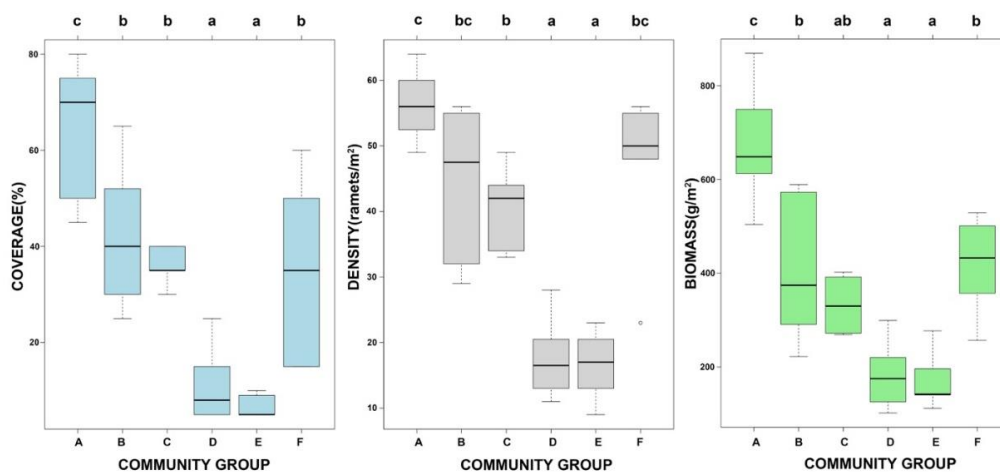 c b b a a f
COVERAGE(%)
80
60
40
20
A B C D E F
COMMUNITY GROUP
c bc b a a bc
DENSITY(ramets/m²)
60
50
40
30
20
10
A B C D E F
COMMUNITY GROUP
c b ab a a b
BIOMASS(g/m²)
800
600
400
200
A B C D E F
COMMUNITY GROUP